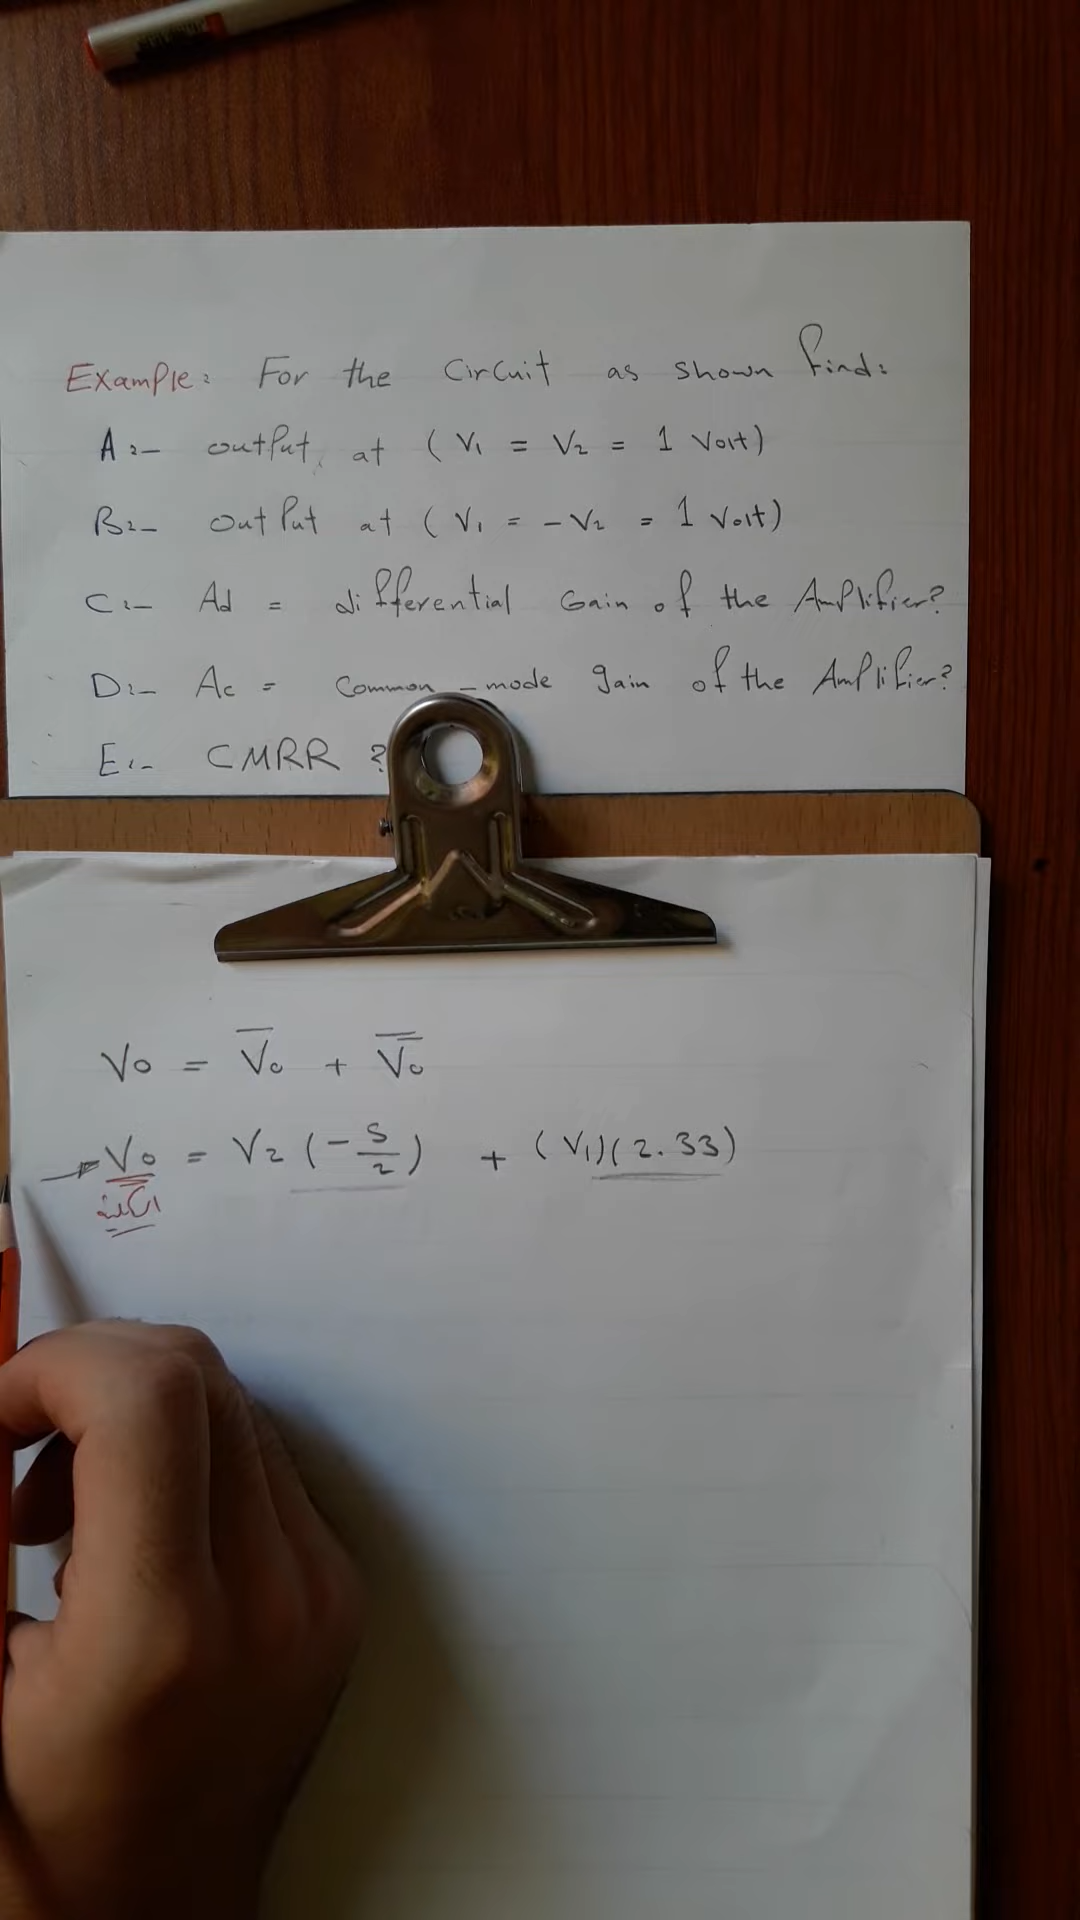 Example: For the Circuit as shown find:
A:- output at (V1 = V2 = 1 Volt)
B:- output at (V1 = -V2 = 1 Volt)
C:- Ad = differential Gain of the Amplifier?
D:- Ac = Common-mode gain of the Amplifier?
E:- CMRR ?
Vo = V̅o + V̿o
Vo = V2 (-5/2) + (V1)(2.33)